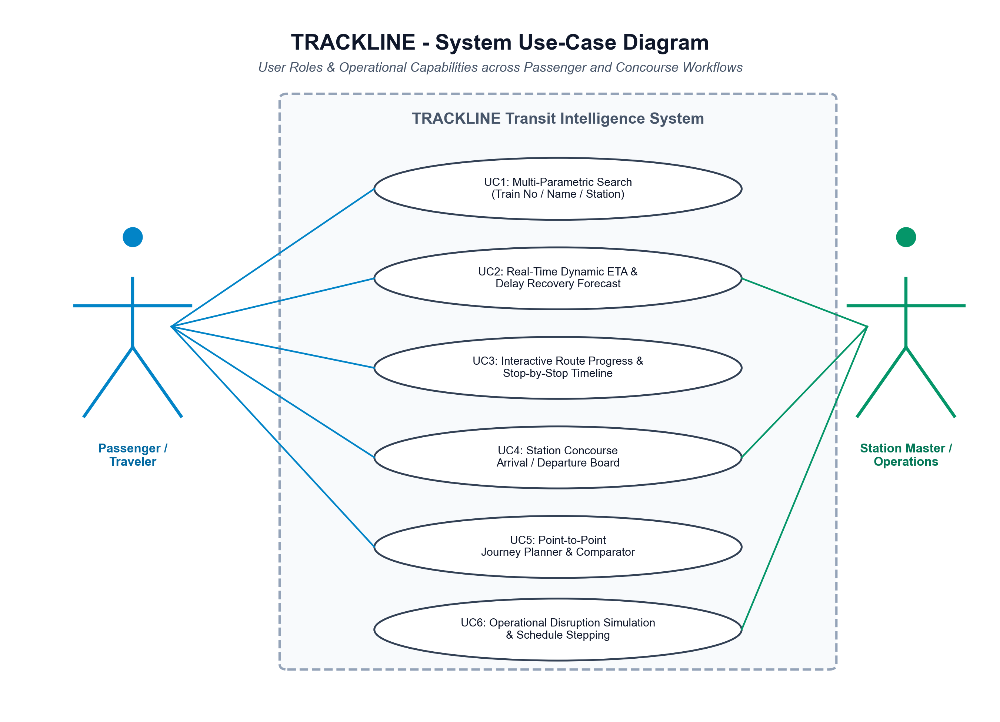 TRACKLINE - System Use-Case Diagram
User Roles & Operational Capabilities across Passenger and Concourse Workflows
TRACKLINE Transit Intelligence System
UC1: Multi-Parametric Search
(Train No / Name / Station)
UC2: Real-Time Dynamic ETA &
Delay Recovery Forecast
UC3: Interactive Route Progress &
Stop-by-Stop Timeline
UC4: Station Concourse
Arrival / Departure Board
UC5: Point-to-Point
Journey Planner & Comparator
UC6: Operational Disruption Simulation
& Schedule Stepping
Passenger /
Traveler
Station Master /
Operations